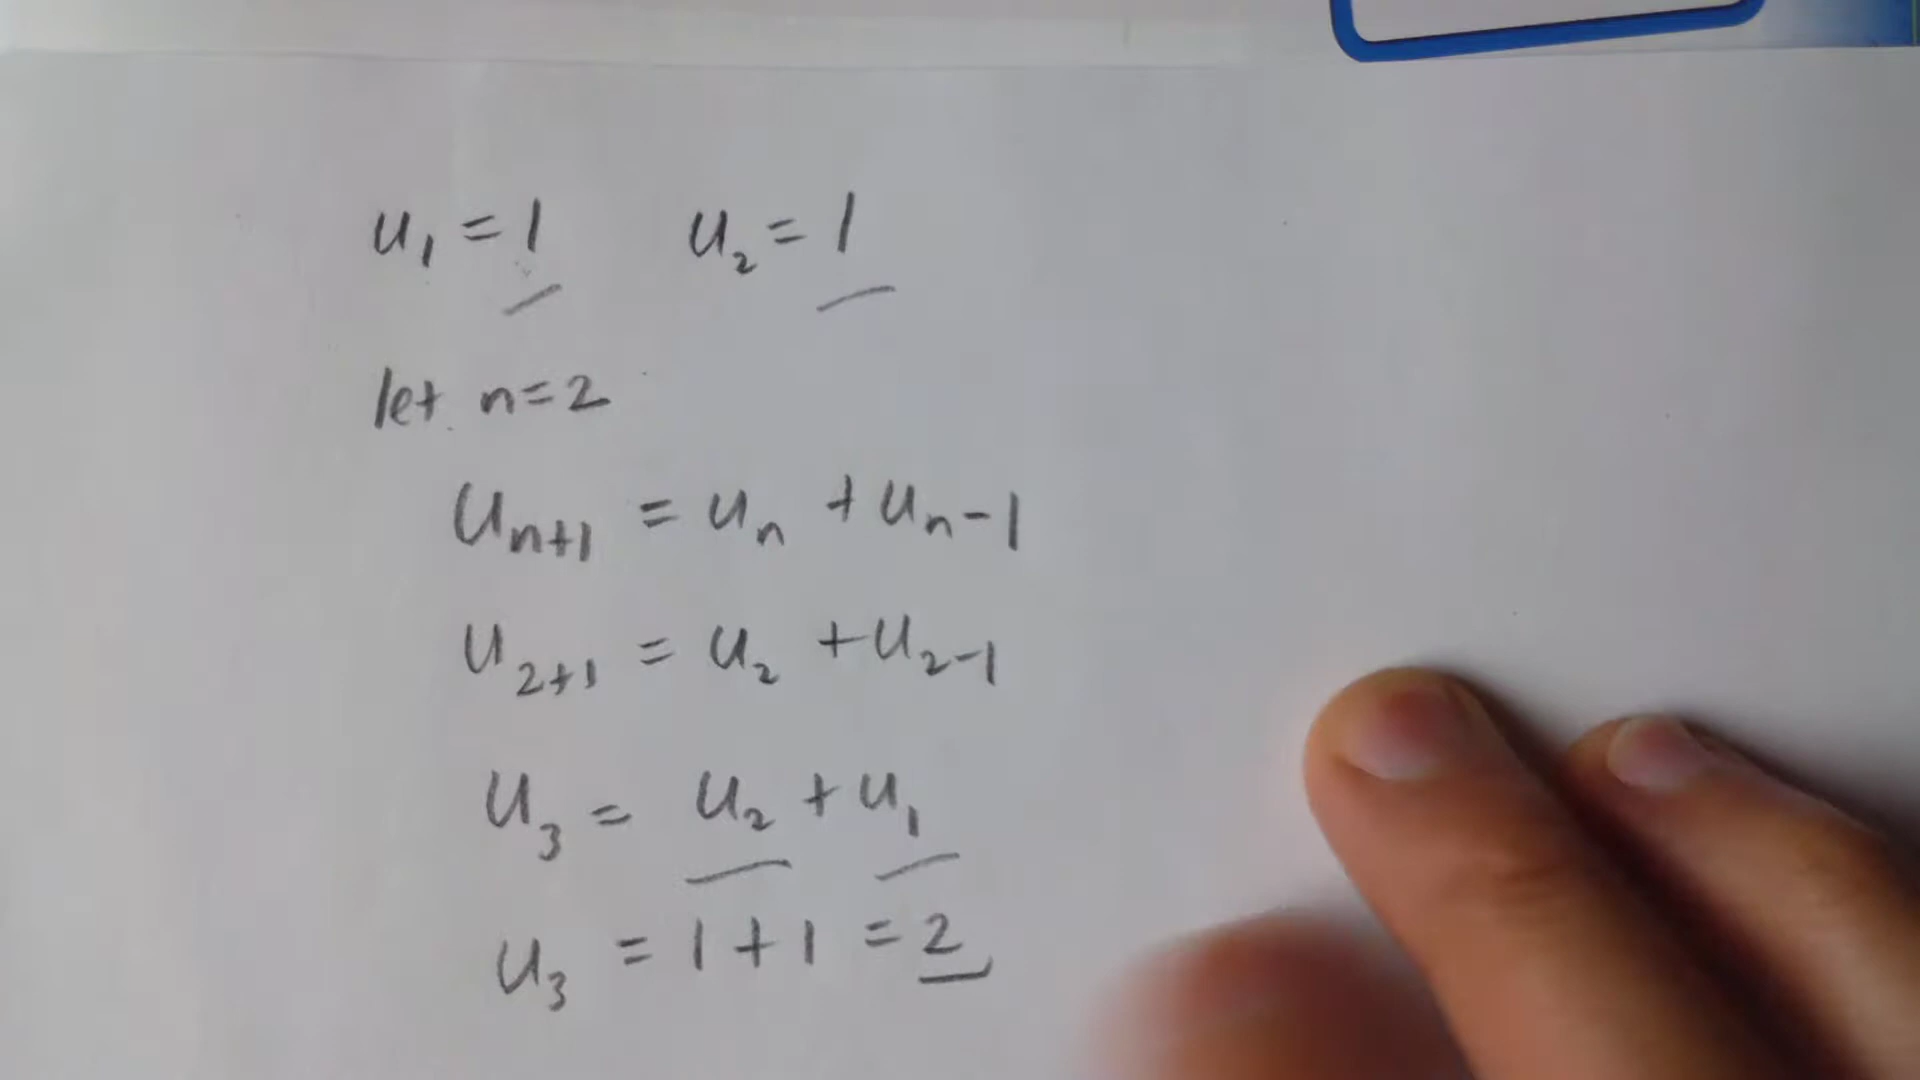 u₁ = 1 u₂ = 1
let n=2
uₙ₊₁ = uₙ + uₙ₋₁
u₂₊₁ = u₂ + u₂₋₁
u₃ = u₂ + u₁
u₃ = 1 + 1 = 2